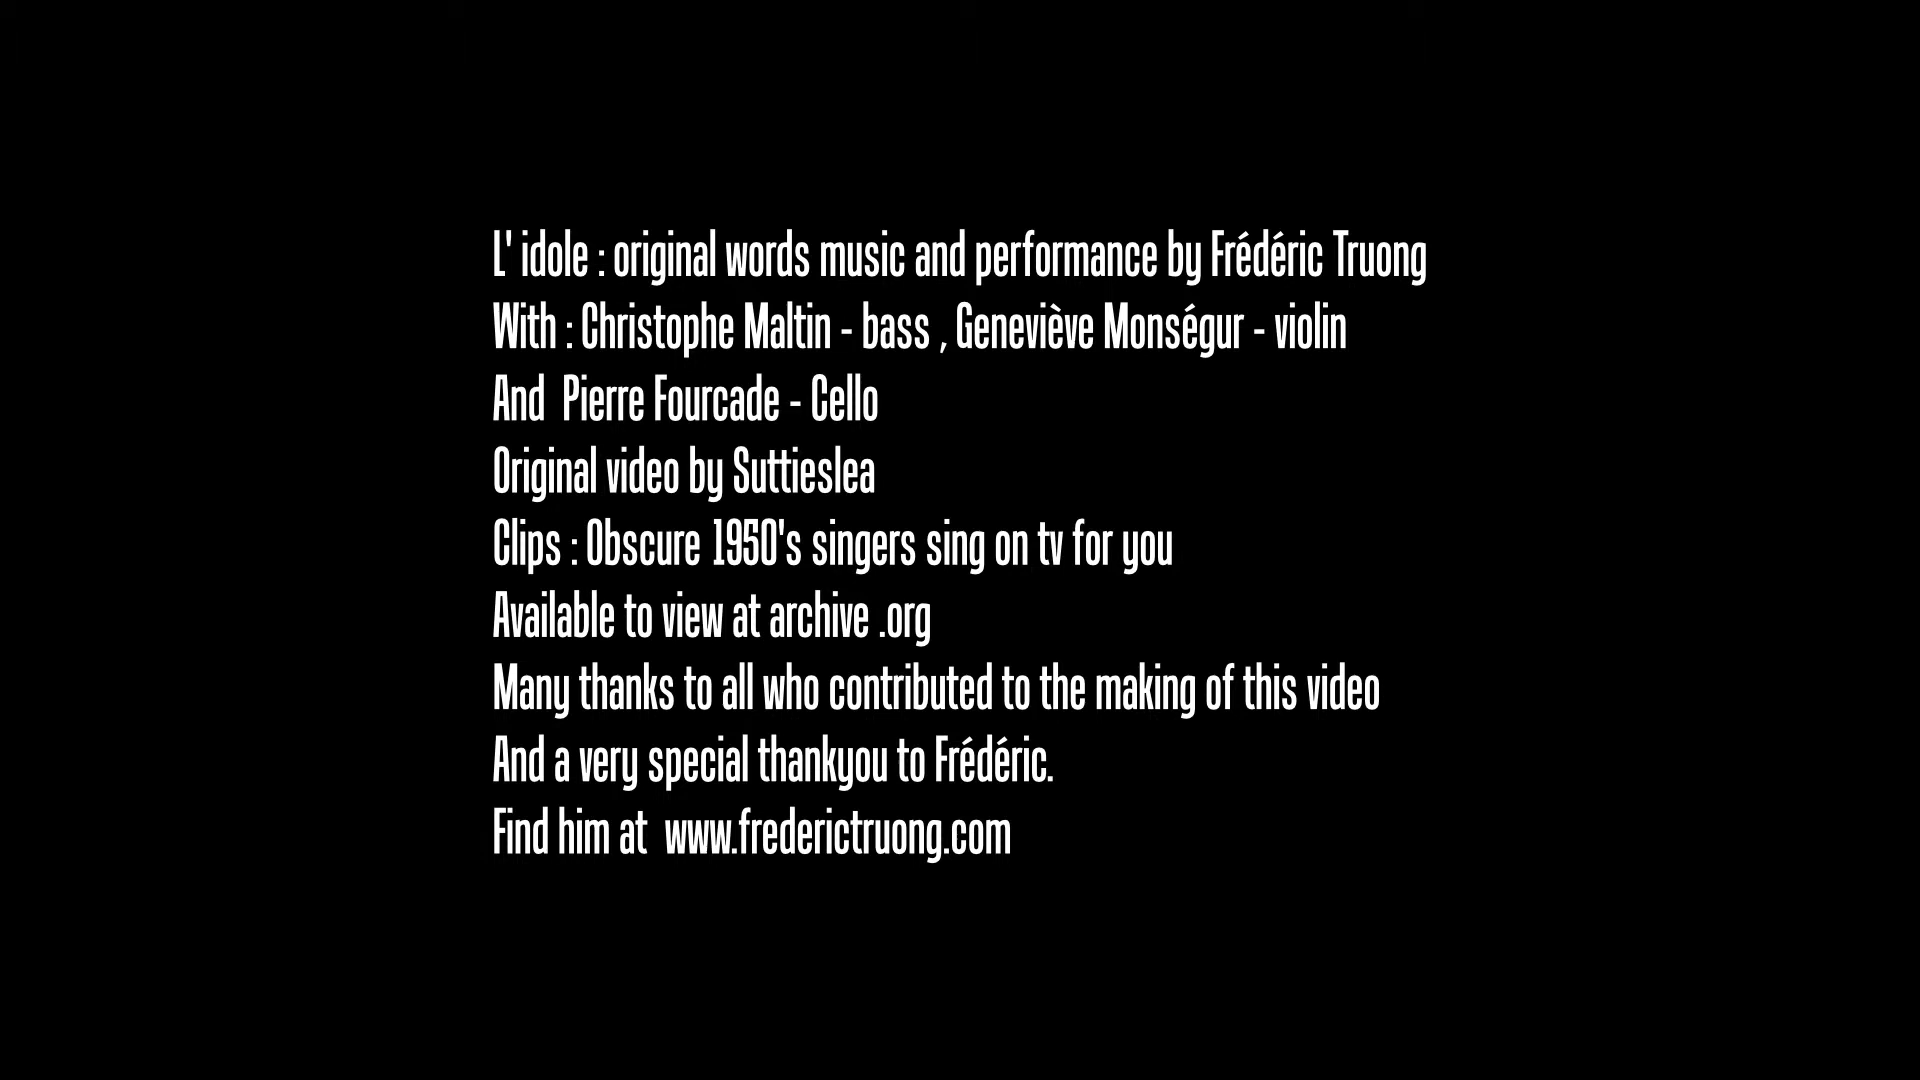 L' idole : original words music and performance by Frédéric Truong
With : Christophe Maltin - bass , Geneviève Monségur - violin
And  Pierre Fourcade - Cello
Original video by Suttieslea
Clips : Obscure 1950's singers sing on tv for you
Available to view at archive .org
Many thanks to all who contributed to the making of this video
And a very special thankyou to Frédéric.
Find him at  www.frederictruong.com